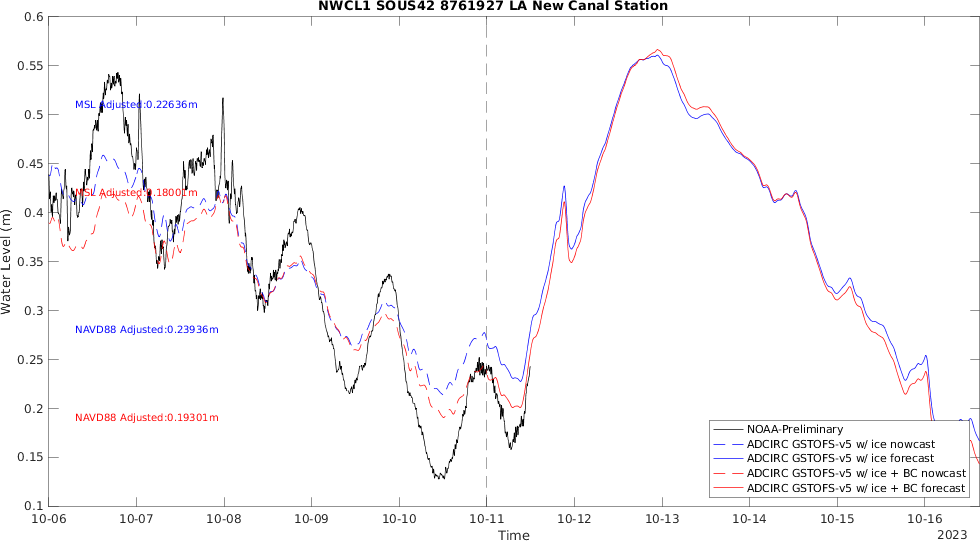 NWCL1 SOUS42 8761927 LA New Canal Station
0.6
0.55
0.5
0.45
0.4
0.35
0.3
0.25
0.2
0.15
0.1
Water Level (m)
MSL Adjusted:0.22636m
MSL Adjusted:0.18001m
NAVD88 Adjusted:0.23936m
NAVD88 Adjusted:0.19301m
NOAA-Preliminary
ADCIRC GSTOFS-v5 w/ ice nowcast
ADCIRC GSTOFS-v5 w/ ice forecast
ADCIRC GSTOFS-v5 w/ ice + BC nowcast
ADCIRC GSTOFS-v5 w/ ice + BC forecast
10-06 10-07 10-08 10-09 10-10 10-11 10-12 10-13 10-14 10-15 10-16
Time
2023